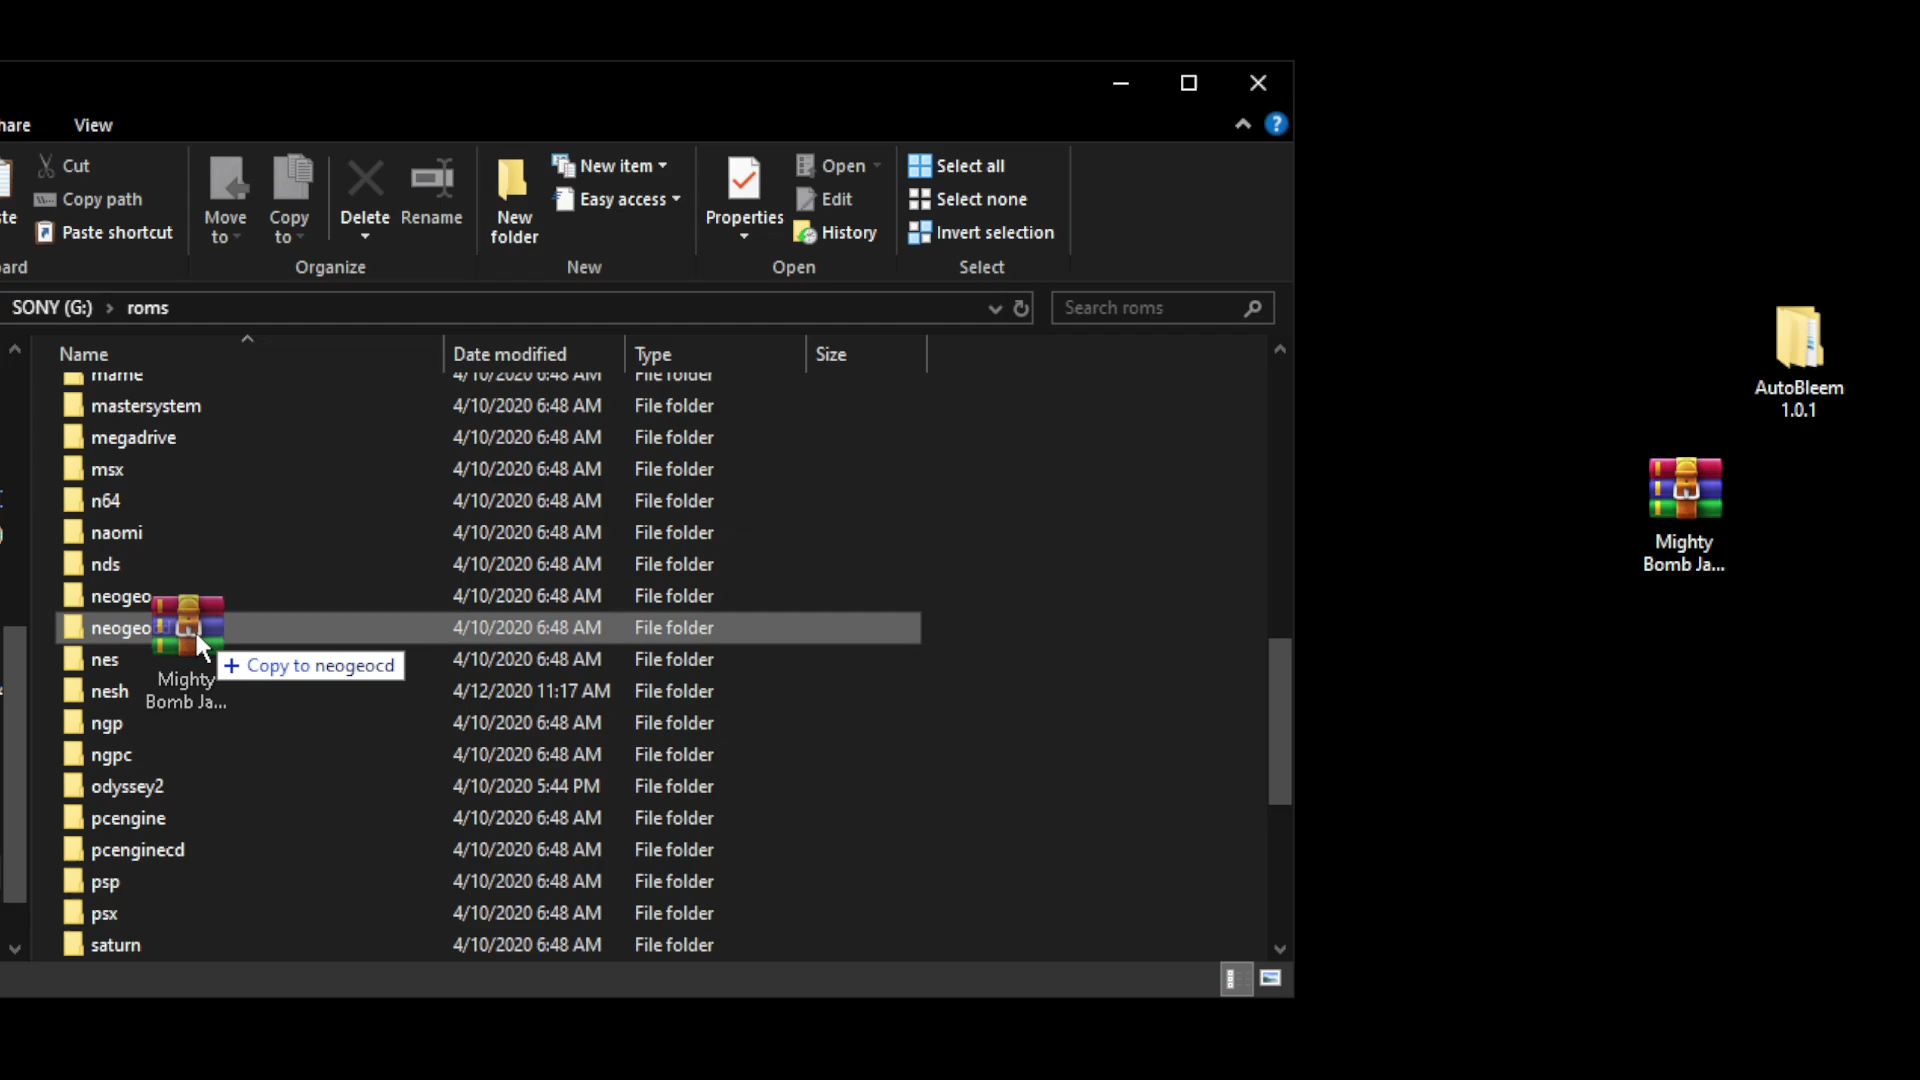 hare View
Cut
Copy path
Paste shortcut
te
ard
Move to
Copy to
Delete
Rename
Organize
New folder
New item
Easy access
New
Properties
Open
Edit
History
Open
Select all
Select none
Invert selection
Select
SONY (G:) > roms
Search roms
Name Date modified Type Size
mame 4/10/2020 6:48 AM File folder
mastersystem 4/10/2020 6:48 AM File folder
megadrive 4/10/2020 6:48 AM File folder
msx 4/10/2020 6:48 AM File folder
n64 4/10/2020 6:48 AM File folder
naomi 4/10/2020 6:48 AM File folder
nds 4/10/2020 6:48 AM File folder
neogeo 4/10/2020 6:48 AM File folder
neogeo 4/10/2020 6:48 AM File folder
nes 4/10/2020 6:48 AM File folder
+ Copy to neogeocd
Mighty
Bomb Ja...
nesh 4/12/2020 11:17 AM File folder
ngp 4/10/2020 6:48 AM File folder
ngpc 4/10/2020 6:48 AM File folder
odyssey2 4/10/2020 5:44 PM File folder
pcengine 4/10/2020 6:48 AM File folder
pcenginecd 4/10/2020 6:48 AM File folder
psp 4/10/2020 6:48 AM File folder
psx 4/10/2020 6:48 AM File folder
saturn 4/10/2020 6:48 AM File folder
AutoBleem
1.0.1
Mighty
Bomb Ja...